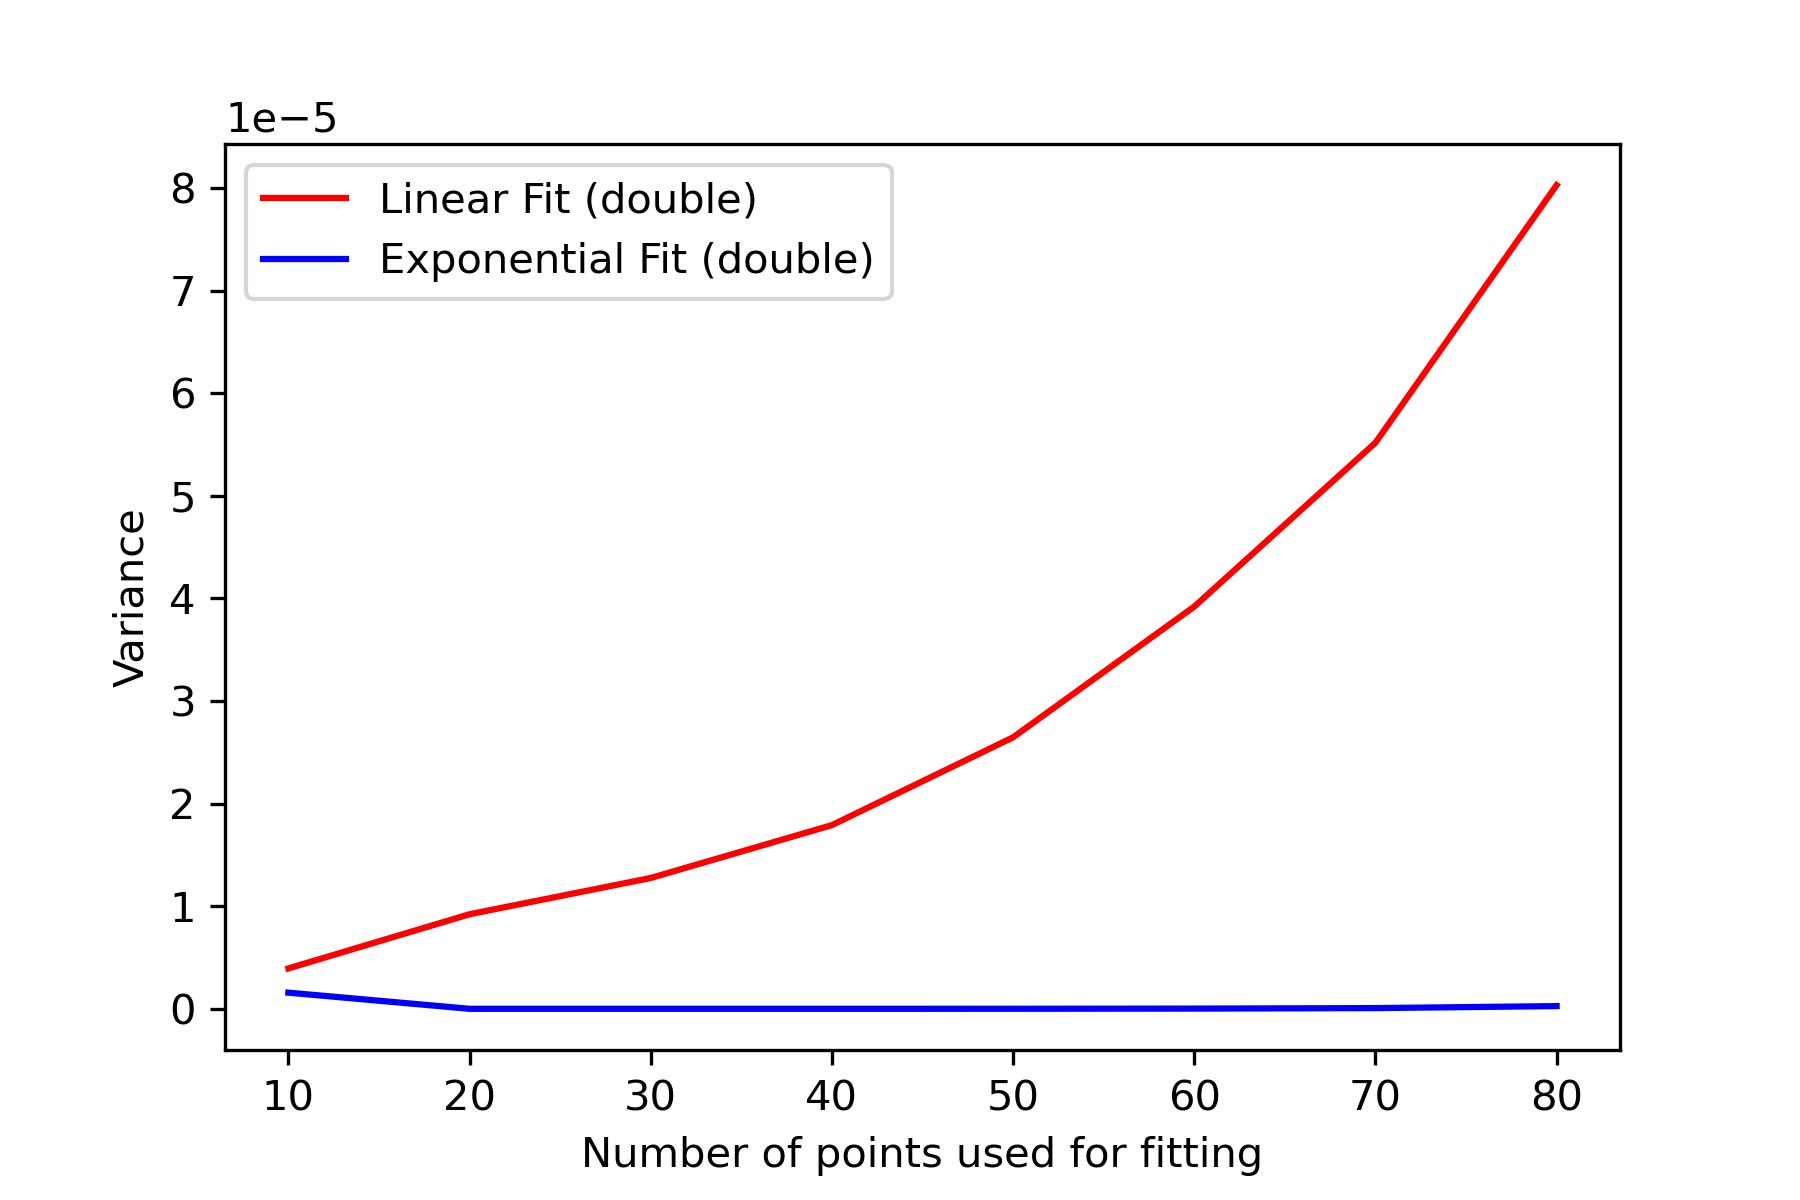 1e−5
Linear Fit (double)
Exponential Fit (double)
8
7
6
5
4
3
2
1
0
Variance
10 20 30 40 50 60 70 80
Number of points used for fitting